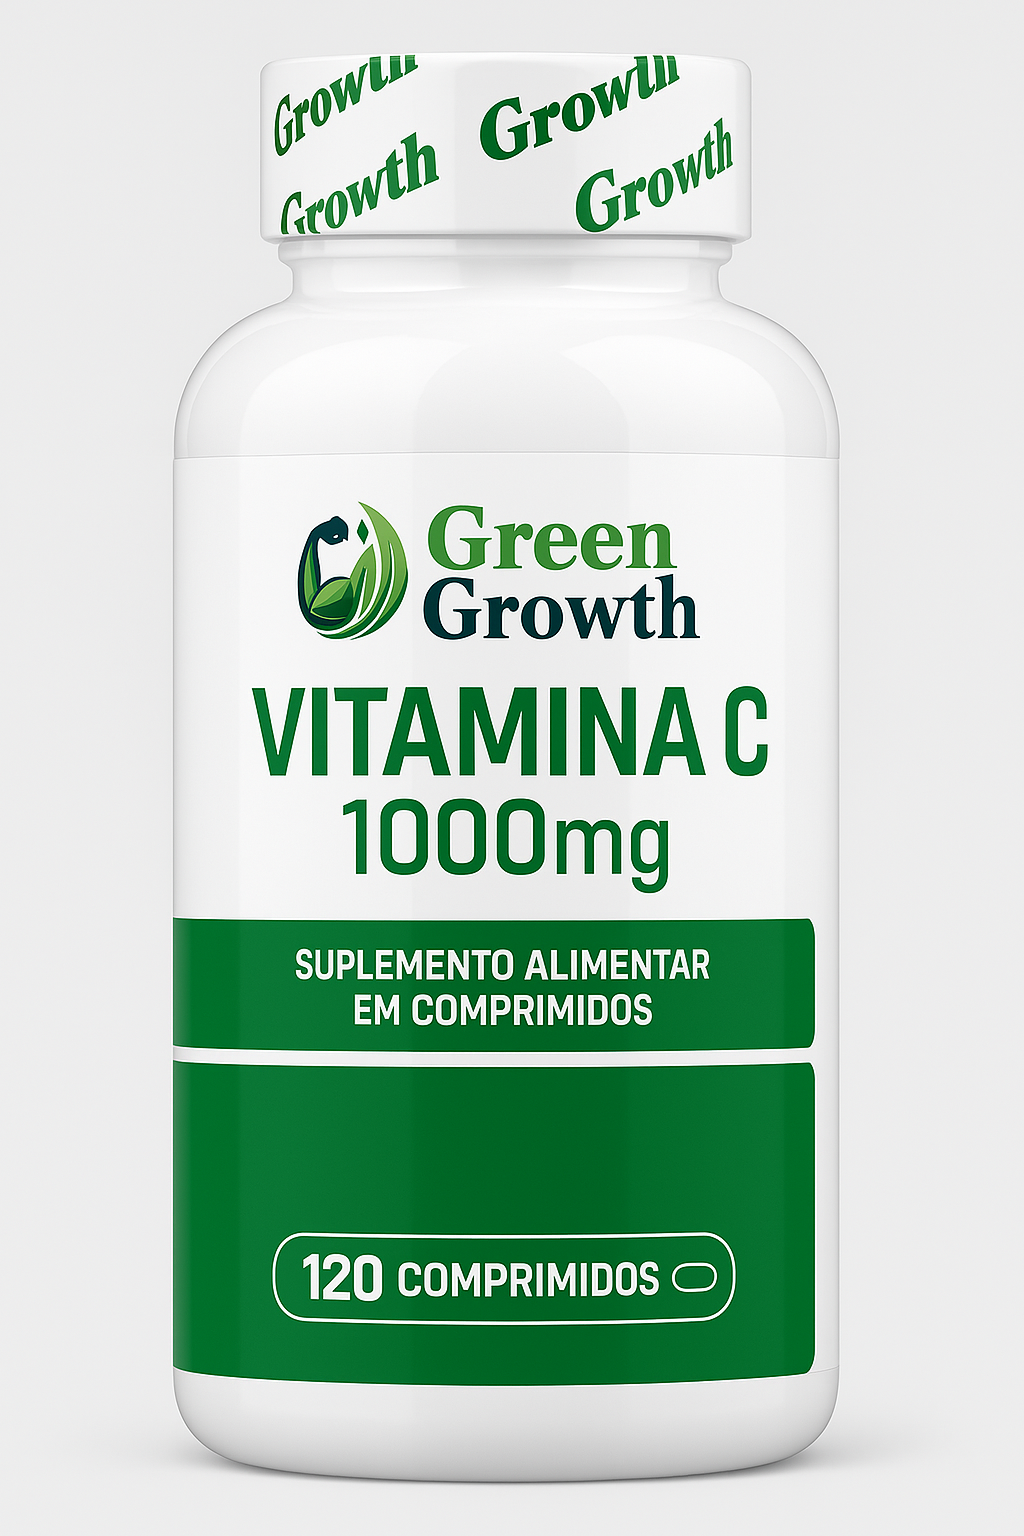 Growth
Growth
Growth
Growth
Green
Growth
VITAMINA C
1000mg
SUPLEMENTO ALIMENTAR
EM COMPRIMIDOS
120 COMPRIMIDOS